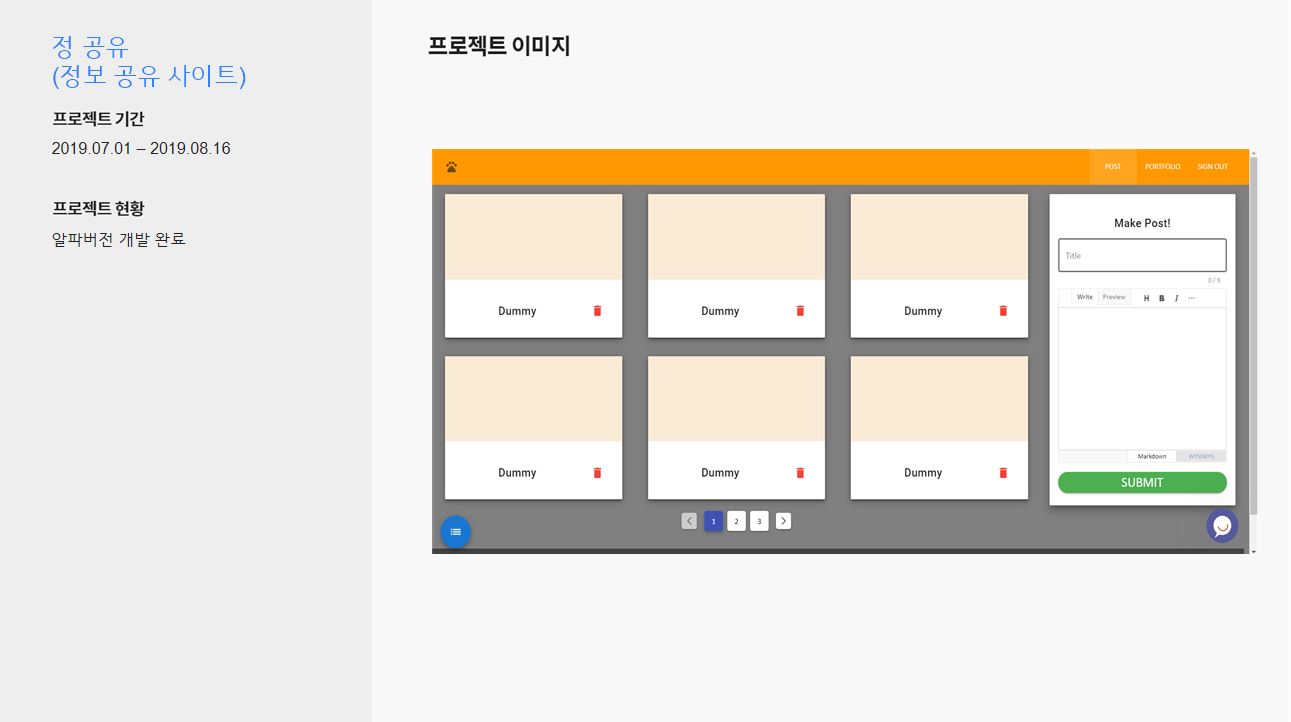 정 공유
(정보 공유 사이트)
프로젝트 기간
2019.07.01 – 2019.08.16
프로젝트 현황
알파버전 개발 완료
프로젝트 이미지
POST PORTFOLIO SIGN OUT
Dummy Dummy Dummy
Dummy Dummy Dummy
1 2 3
Make Post!
Title
0 / 9
Write Preview H B I ...
Markdown WYSIWYG
SUBMIT